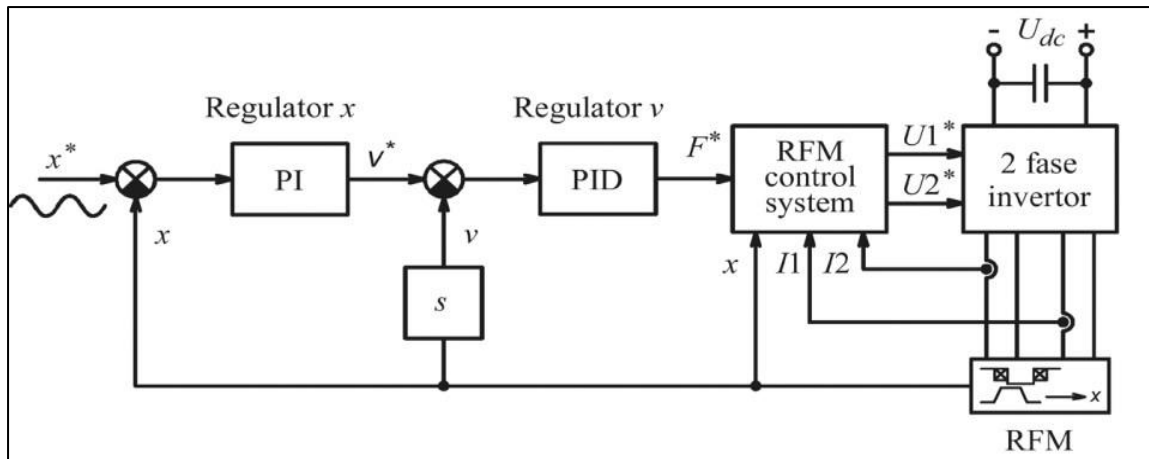 - U_dc +
Regulator x
Regulator v
x*
PI
v*
PID
F*
RFM
control
system
U1*
U2*
2 fase
invertor
x
v
x
I1
I2
s
x
RFM